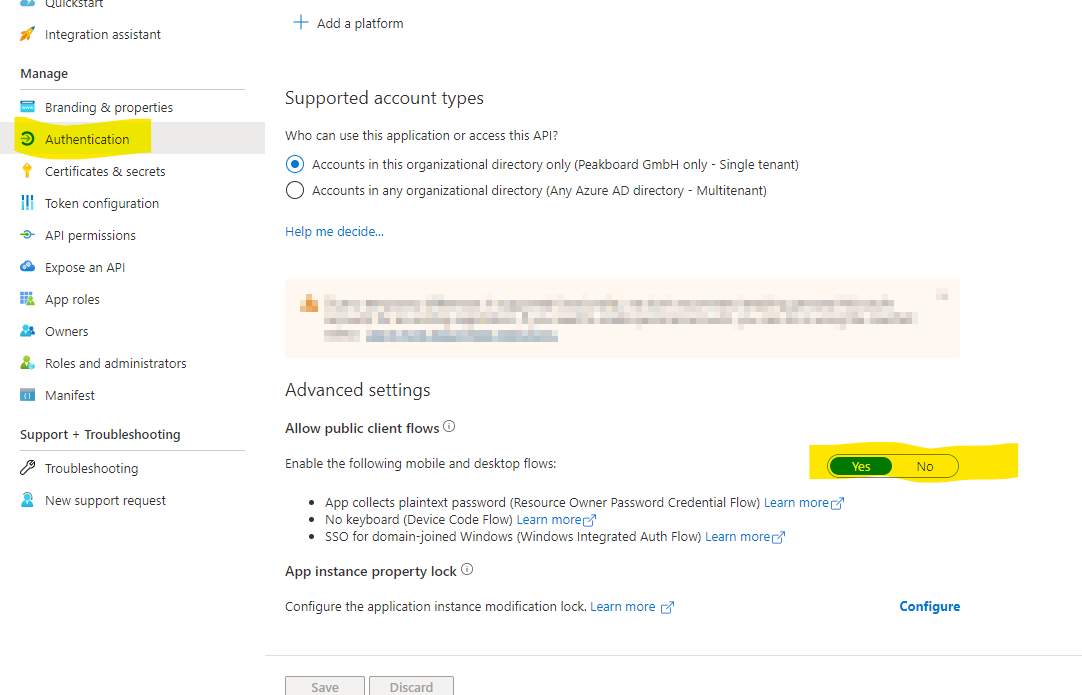 Quickstart
Integration assistant
Manage
Branding & properties
Authentication
Certificates & secrets
Token configuration
API permissions
Expose an API
App roles
Owners
Roles and administrators
Manifest
Support + Troubleshooting
Troubleshooting
New support request
Add a platform
Supported account types
Who can use this application or access this API?
Accounts in this organizational directory only (Peakboard GmbH only - Single tenant)
Accounts in any organizational directory (Any Azure AD directory - Multitenant)
Help me decide...
Advanced settings
Allow public client flows
Enable the following mobile and desktop flows:
Yes No
• App collects plaintext password (Resource Owner Password Credential Flow) Learn more
• No keyboard (Device Code Flow) Learn more
• SSO for domain-joined Windows (Windows Integrated Auth Flow) Learn more
App instance property lock
Configure the application instance modification lock. Learn more
Configure
Save Discard